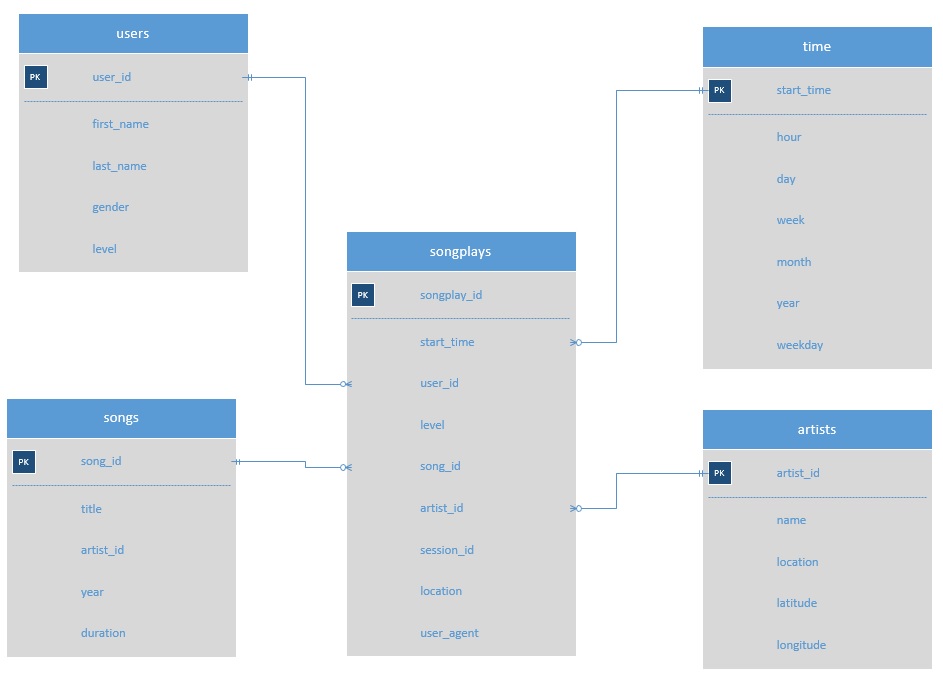 users
PK user_id
first_name
last_name
gender
level
time
PK start_time
hour
day
week
month
year
weekday
songplays
PK songplay_id
start_time
user_id
level
song_id
artist_id
session_id
location
user_agent
songs
PK song_id
title
artist_id
year
duration
artists
PK artist_id
name
location
latitude
longitude